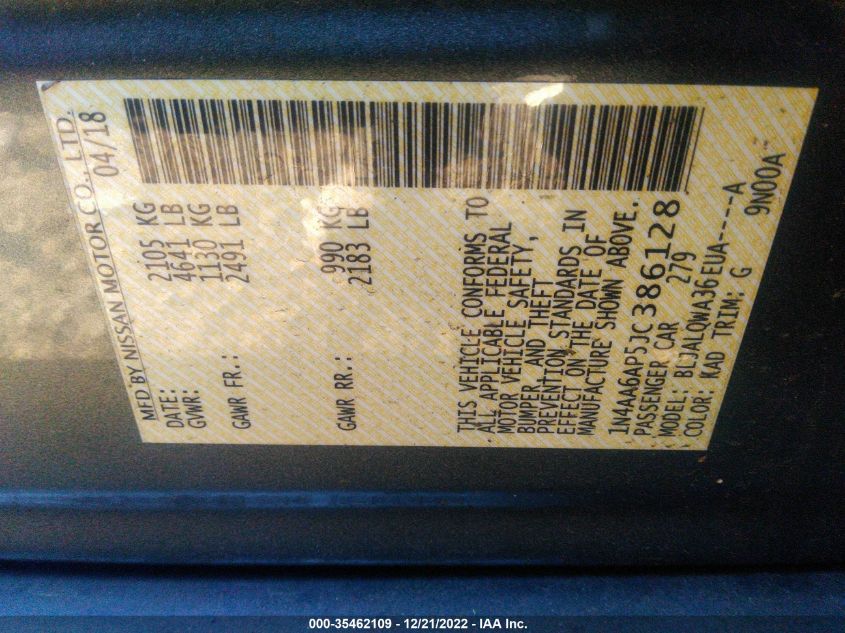 MFD BY NISSAN MOTOR CO., LTD.
DATE: 04/18
GVWR: 2105 KG
4641 LB
GAWR FR.: 1130 KG
2491 LB
GAWR RR.: 990 KG
2183 LB
THIS VEHICLE CONFORMS TO
ALL APPLICABLE FEDERAL
MOTOR VEHICLE SAFETY,
BUMPER, AND THEFT
PREVENTION STANDARDS IN
EFFECT ON THE DATE OF
MANUFACTURE SHOWN ABOVE.
1N4AA6AP5JC386128
PASSENGER CAR 279
MODEL: BLJALQWA36EUA----A
COLOR: KAD TRIM: G 9N00A
000-35462109 - 12/21/2022 - IAA Inc.